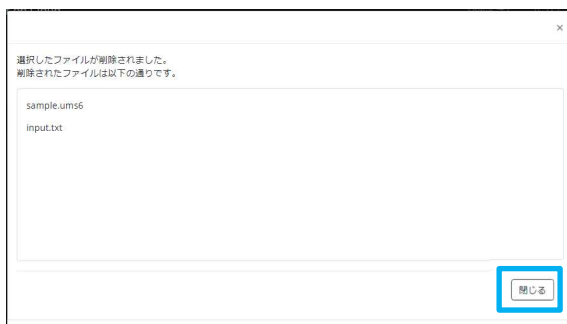 ×
選択したファイルが削除されました。
削除されたファイルは以下の通りです。
sample.ums6
input.txt
閉じる